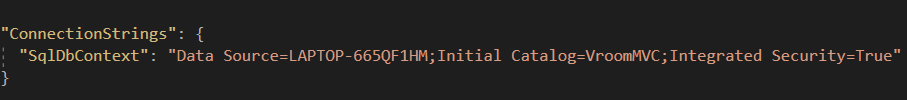 "ConnectionStrings": {
"SqlDbContext": "Data Source=LAPTOP-665QF1HM;Initial Catalog=VroomMVC;Integrated Security=True"
}